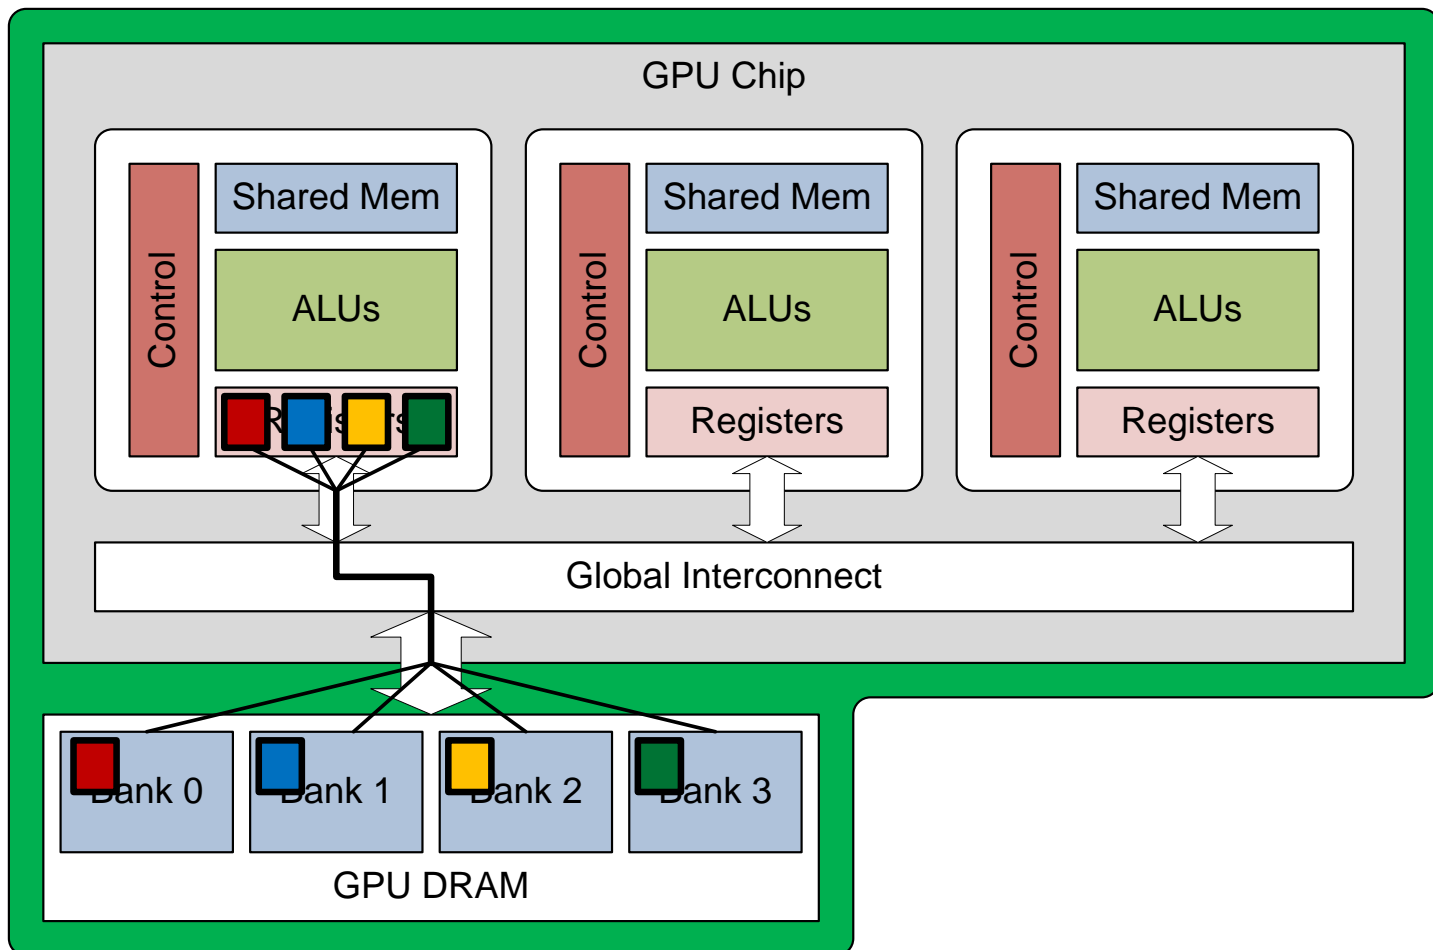 GPU Chip
Control
Shared Mem
ALUs
Registers
Control
Shared Mem
ALUs
Registers
Control
Shared Mem
ALUs
Registers
Global Interconnect
Bank 0
Bank 1
Bank 2
Bank 3
GPU DRAM